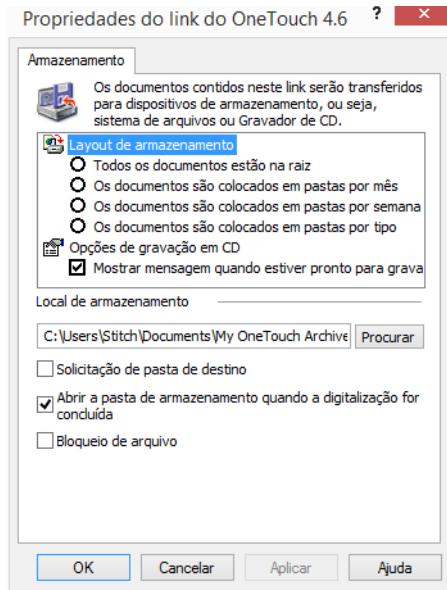 Propriedades do link do OneTouch 4.6 ? ×
Armazenamento
Os documentos contidos neste link serão transferidos
para dispositivos de armazenamento, ou seja,
sistema de arquivos ou Gravador de CD.
Layout de armazenamento
Todos os documentos estão na raiz
Os documentos são colocados em pastas por mês
Os documentos são colocados em pastas por semana
Os documentos são colocados em pastas por tipo
Opções de gravação em CD
Mostrar mensagem quando estiver pronto para grava
Local de armazenamento
C:\Users\Stitch\Documents\My OneTouch Archive Procurar
Solicitação de pasta de destino
Abrir a pasta de armazenamento quando a digitalização for
concluída
Bloqueio de arquivo
OK Cancelar Aplicar Ajuda